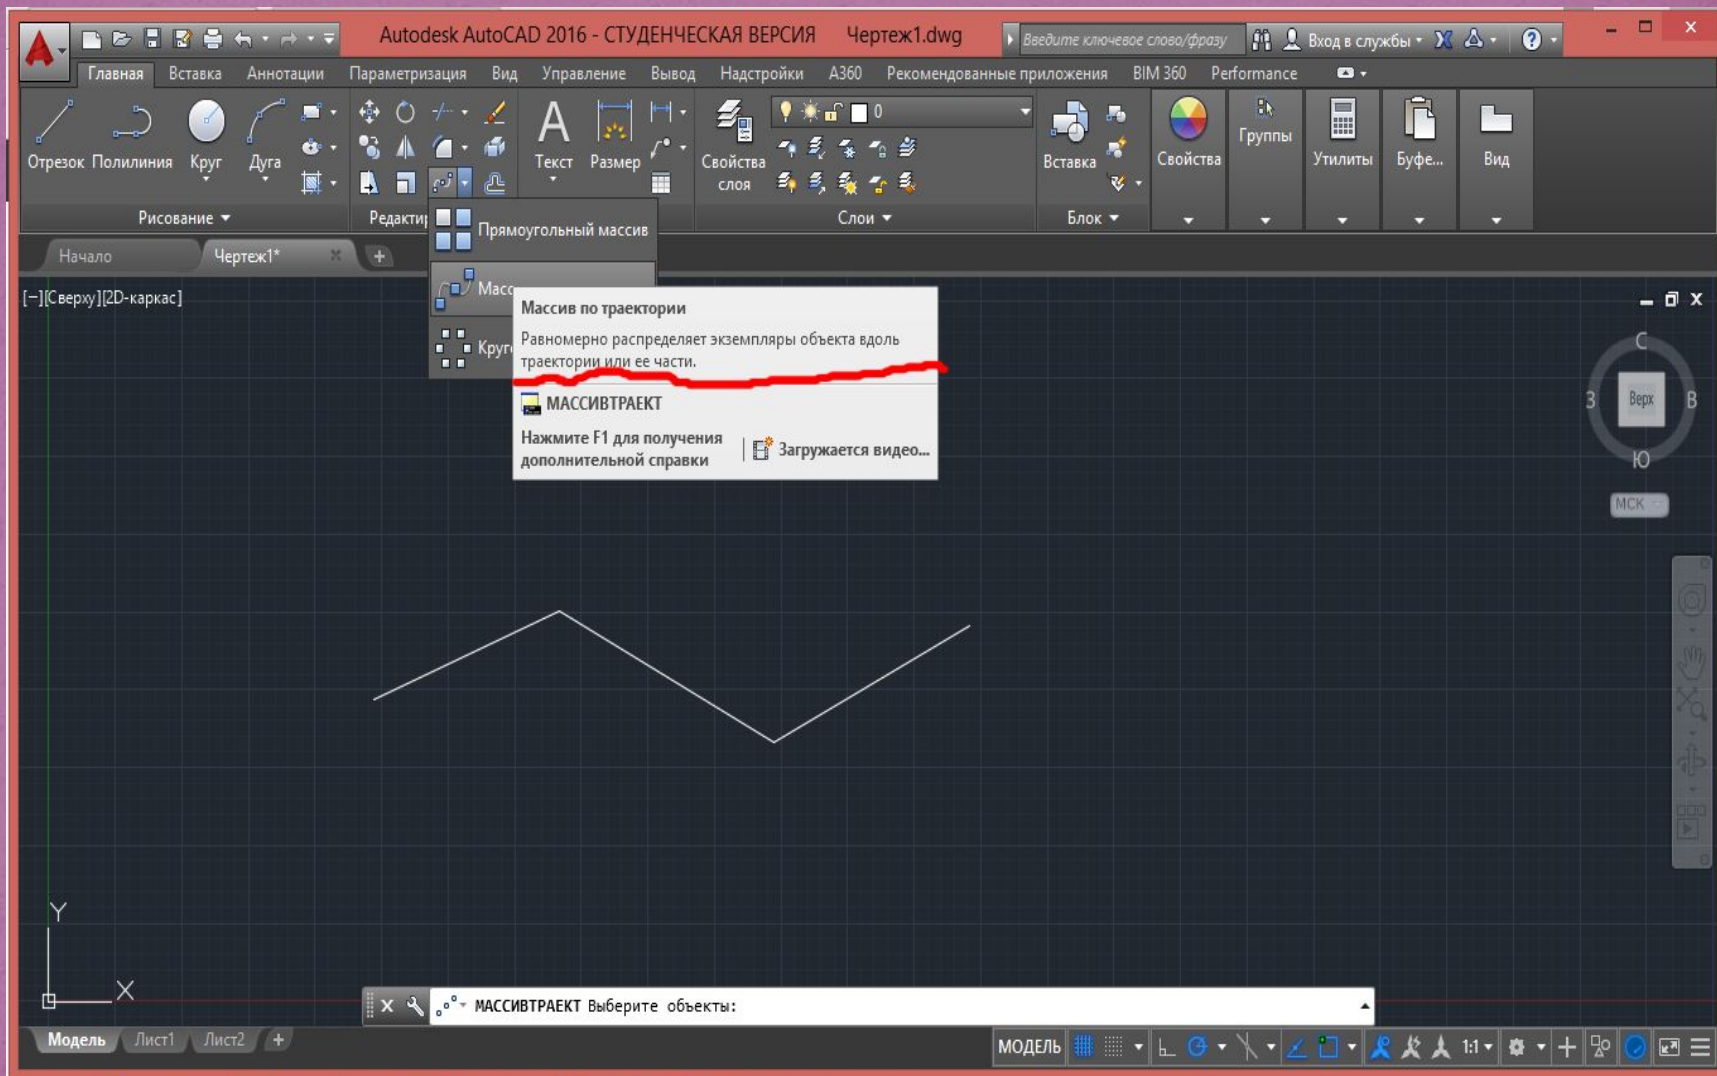 Autodesk AutoCAD 2016 - СТУДЕНЧЕСКАЯ ВЕРСИЯ Чертеж1.dwg
Введите ключевое слово/фразу
Вход в службы
Главная Вставка Аннотации Параметризация Вид Управление Вывод Надстройки A360 Рекомендованные приложения BIM 360 Performance
0
Отрезок Полилиния Круг Дуга
Текст Размер
Свойства
слоя
Вставка
Свойства
Группы
Утилиты
Буфе...
Вид
Рисование
Редактир
Слои
Блок
Прямоугольный массив
Масс
Круг
Начало
Чертеж1*
[−][Сверху][2D-каркас]
Массив по траектории
Равномерно распределяет экземпляры объекта вдоль
траектории или ее части.
МАССИВТРАЕКТ
Нажмите F1 для получения
дополнительной справки
Загружается видео...
С
З
Верх
В
Ю
МСК
Y
X
МАССИВТРАЕКТ Выберите объекты:
Модель Лист1 Лист2
МОДЕЛЬ
1:1